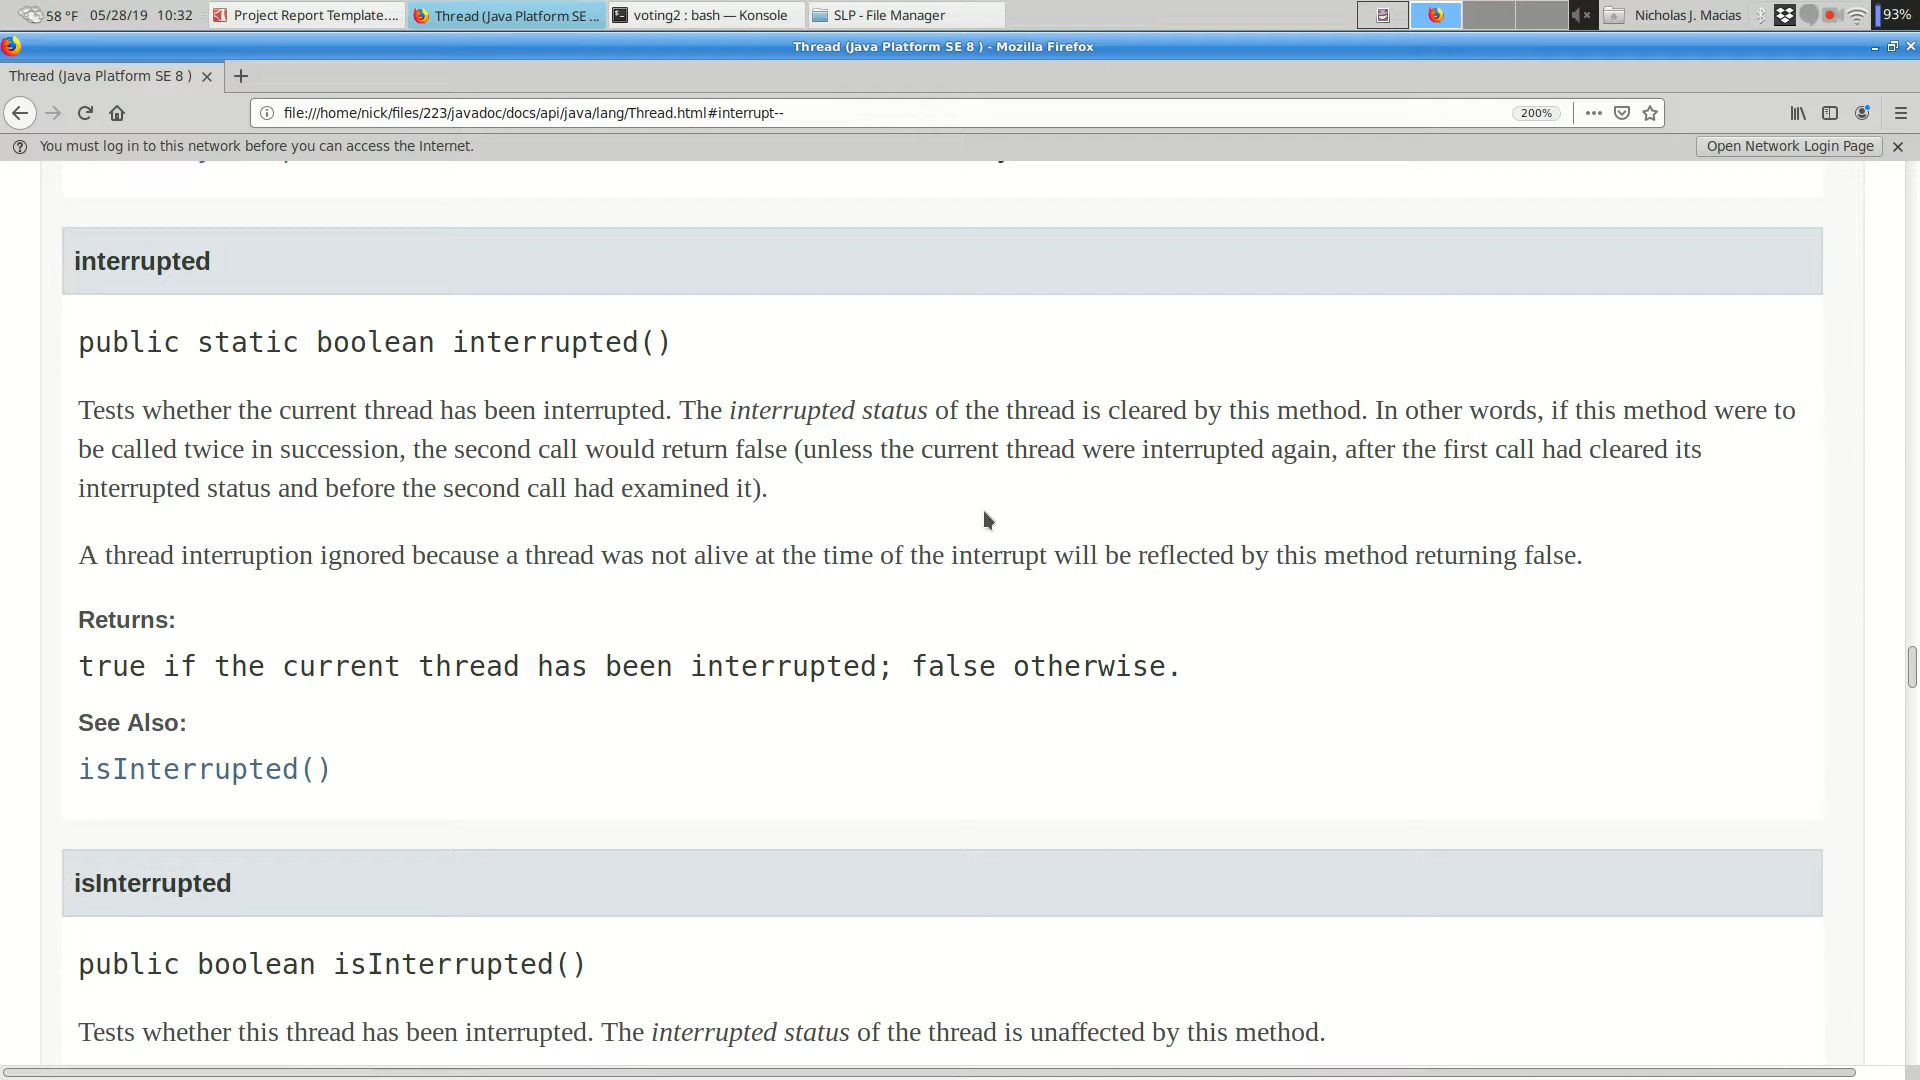 58 °F 05/28/19 10:32 Project Report Template.... Thread (Java Platform SE ... voting2 : bash — Konsole SLP - File Manager Nicholas J. Macias 93%
Thread (Java Platform SE 8 ) - Mozilla Firefox
Thread (Java Platform SE 8 )
file:///home/nick/files/223/javadoc/docs/api/java/lang/Thread.html#interrupt-- 200%
You must log in to this network before you can access the Internet. Open Network Login Page
interrupted
public static boolean interrupted()
Tests whether the current thread has been interrupted. The interrupted status of the thread is cleared by this method. In other words, if this method were to
be called twice in succession, the second call would return false (unless the current thread were interrupted again, after the first call had cleared its
interrupted status and before the second call had examined it).
A thread interruption ignored because a thread was not alive at the time of the interrupt will be reflected by this method returning false.
Returns:
true if the current thread has been interrupted; false otherwise.
See Also:
isInterrupted()
isInterrupted
public boolean isInterrupted()
Tests whether this thread has been interrupted. The interrupted status of the thread is unaffected by this method.